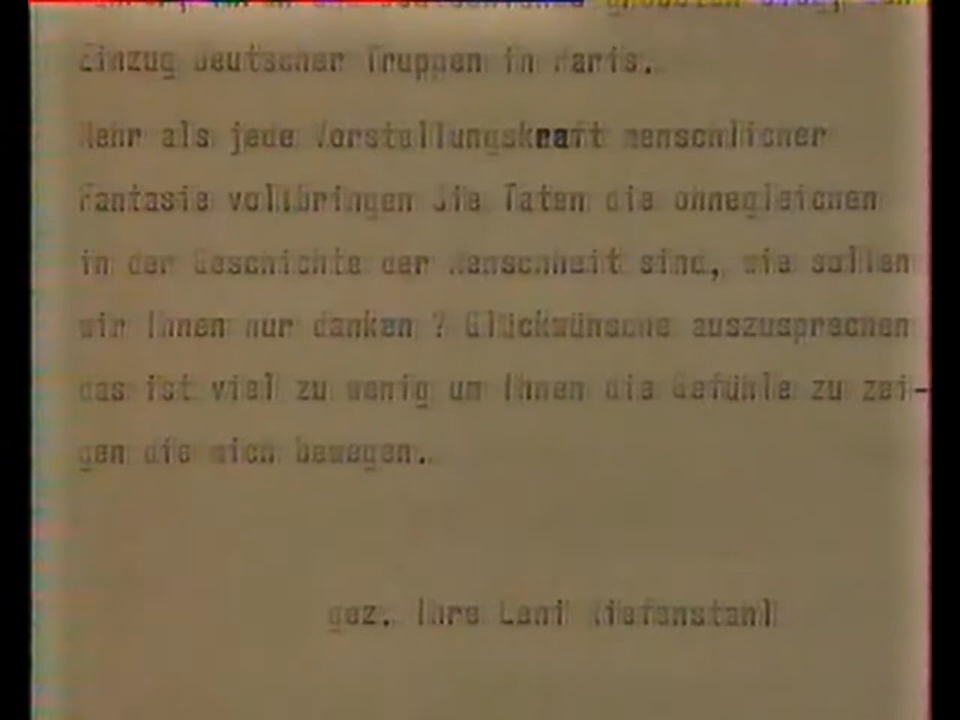 Einzug deutscher Truppen in Paris.
Mehr als jede Vorstellungskraft menschlicher
Fantasie vollbringen Sie Taten die ohnegleichen
in der Geschichte der Menschheit sind, wie sollen
wir Ihnen nur danken ? Glückwünsche auszusprechen
das ist viel zu wenig um Ihnen die Gefühle zu zei-
gen die mich bewegen.
gez. Ihre Leni Riefenstahl